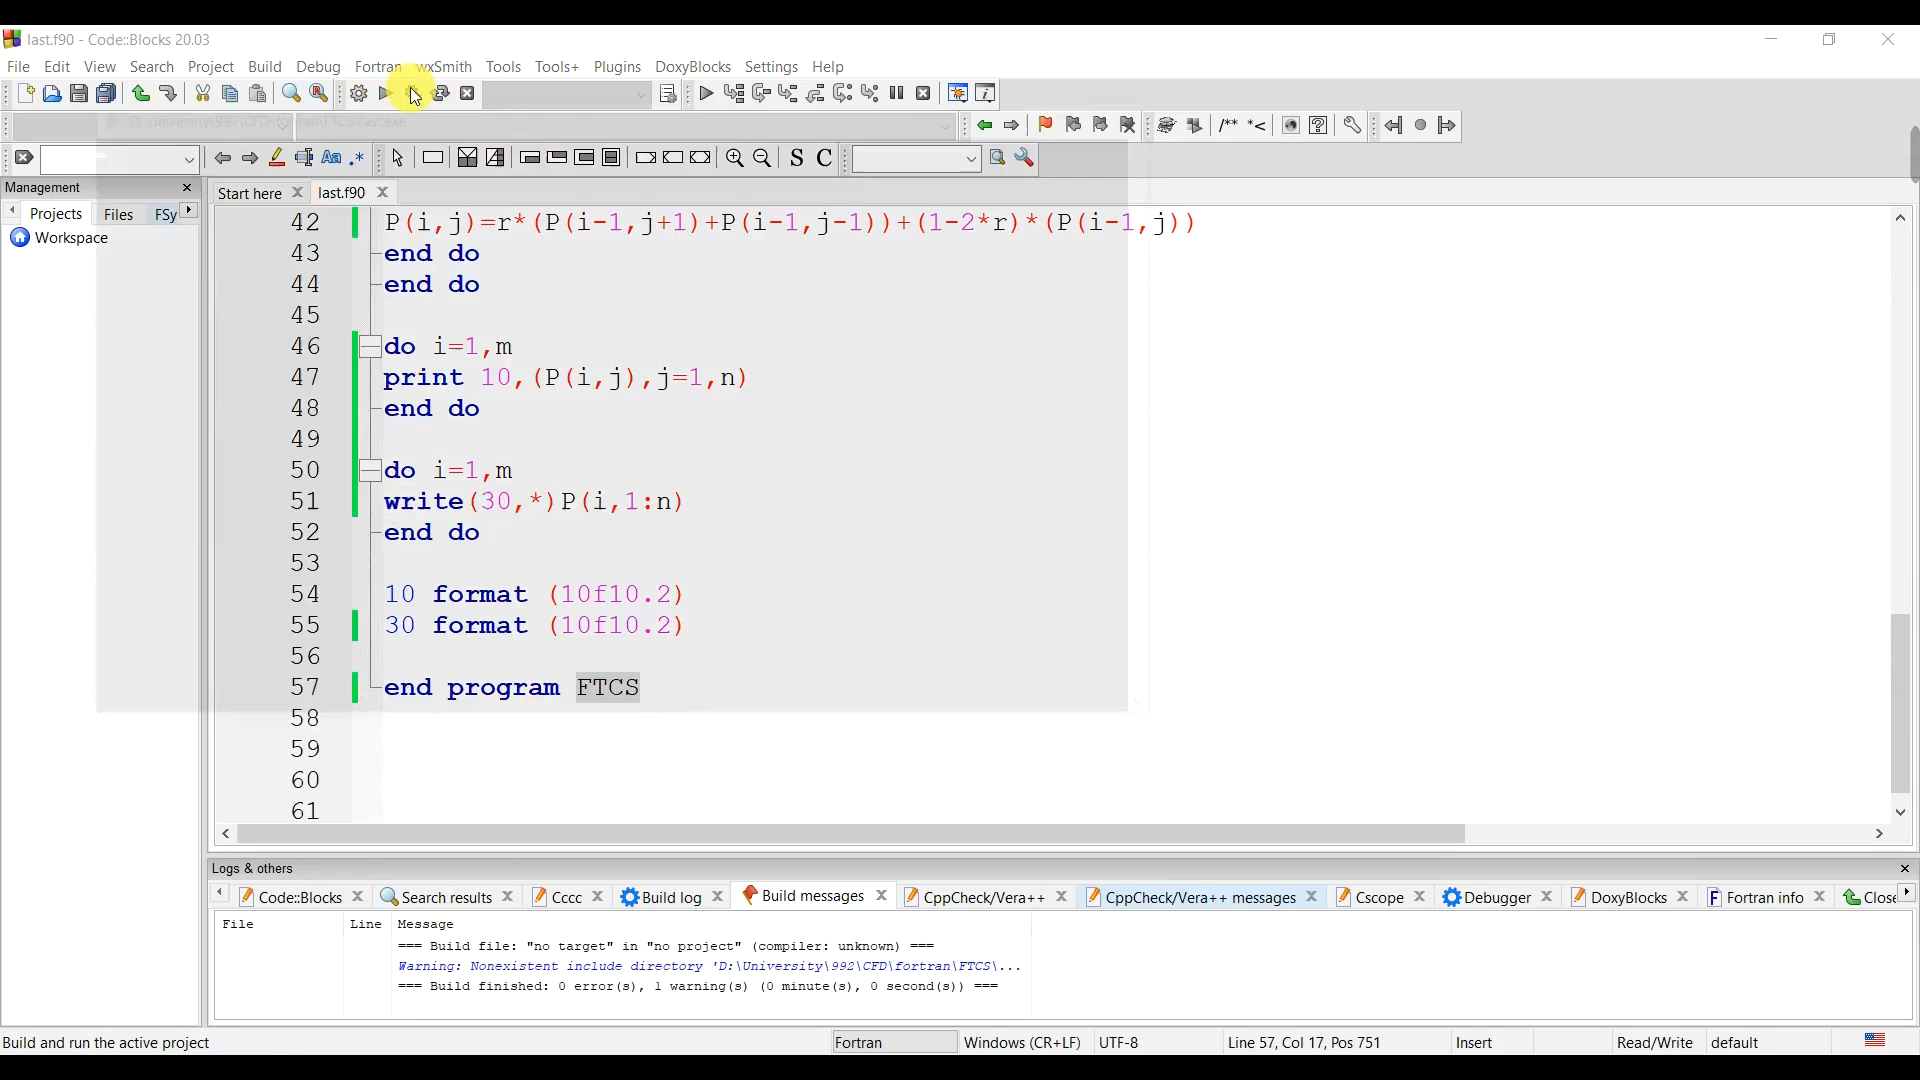 last.f90 - Code::Blocks 20.03
File Edit View Search Project Build Debug Fortran wxSmith Tools Tools+ Plugins DoxyBlocks Settings Help
/** *<
Aa .* S C
Management
Projects Files FSy
Workspace
Start here last.f90
42 P(i,j)=r*(P(i-1,j+1)+P(i-1,j-1))+(1-2*r)*(P(i-1,j))
43 end do
44 end do
45
46 do i=1,m
47 print 10,(P(i,j),j=1,n)
48 end do
49
50 do i=1,m
51 write(30,*)P(i,1:n)
52 end do
53
54 10 format (10f10.2)
55 30 format (10f10.2)
56
57 end program FTCS
58
59
60
61
Logs & others
Code::Blocks Search results Cccc Build log Build messages CppCheck/Vera++ CppCheck/Vera++ messages Cscope Debugger DoxyBlocks Fortran info Close
File Line Message
=== Build file: "no target" in "no project" (compiler: unknown) ===
Warning: Nonexistent include directory 'D:\University\992\CFD\fortran\FTCS\...
=== Build finished: 0 error(s), 1 warning(s) (0 minute(s), 0 second(s)) ===
Build and run the active project Fortran Windows (CR+LF) UTF-8 Line 57, Col 17, Pos 751 Insert Read/Write default